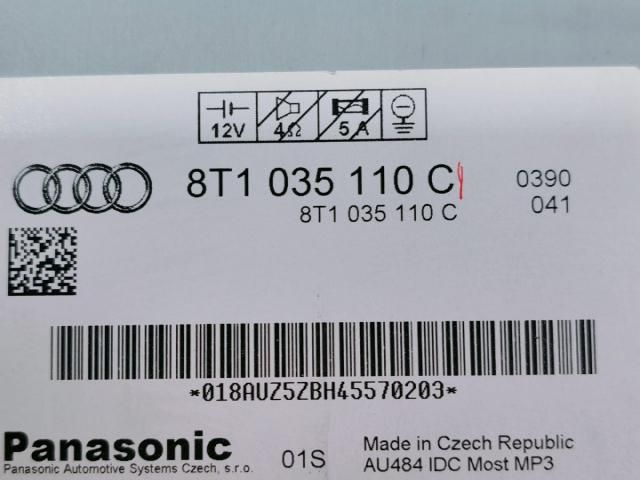 12V 4Ω 5A
8T1 035 110 C 0390
8T1 035 110 C 041
*018AUZ5ZBH45570203*
Panasonic
Panasonic Automotive Systems Czech, s.r.o.
01S
Made in Czech Republic
AU484 IDC Most MP3